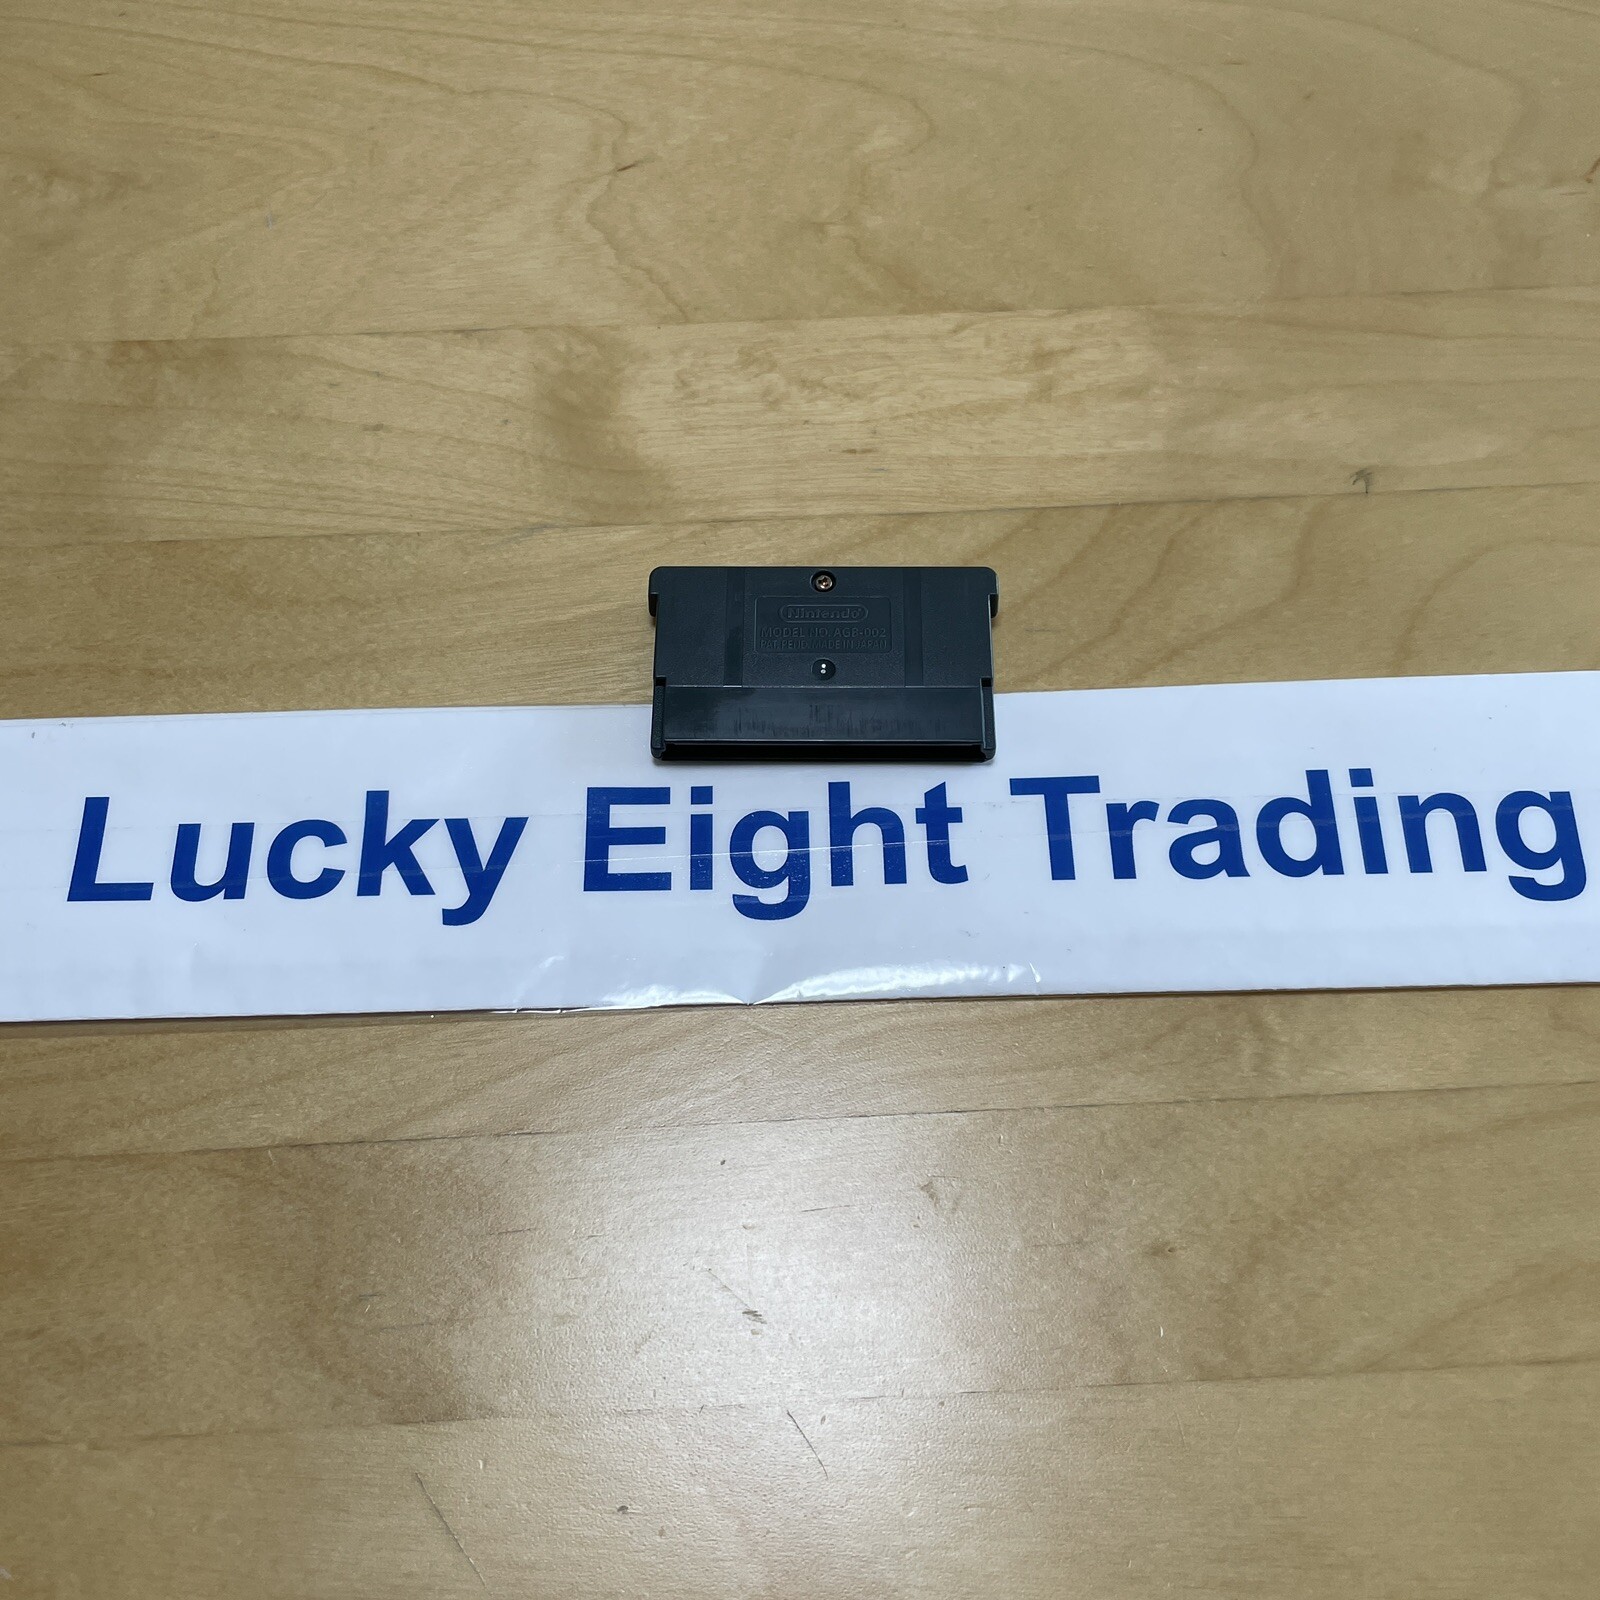 Nintendo
MODEL NO. AGB-002
PAT. PEND. MADE IN JAPAN
Lucky Eight Trading